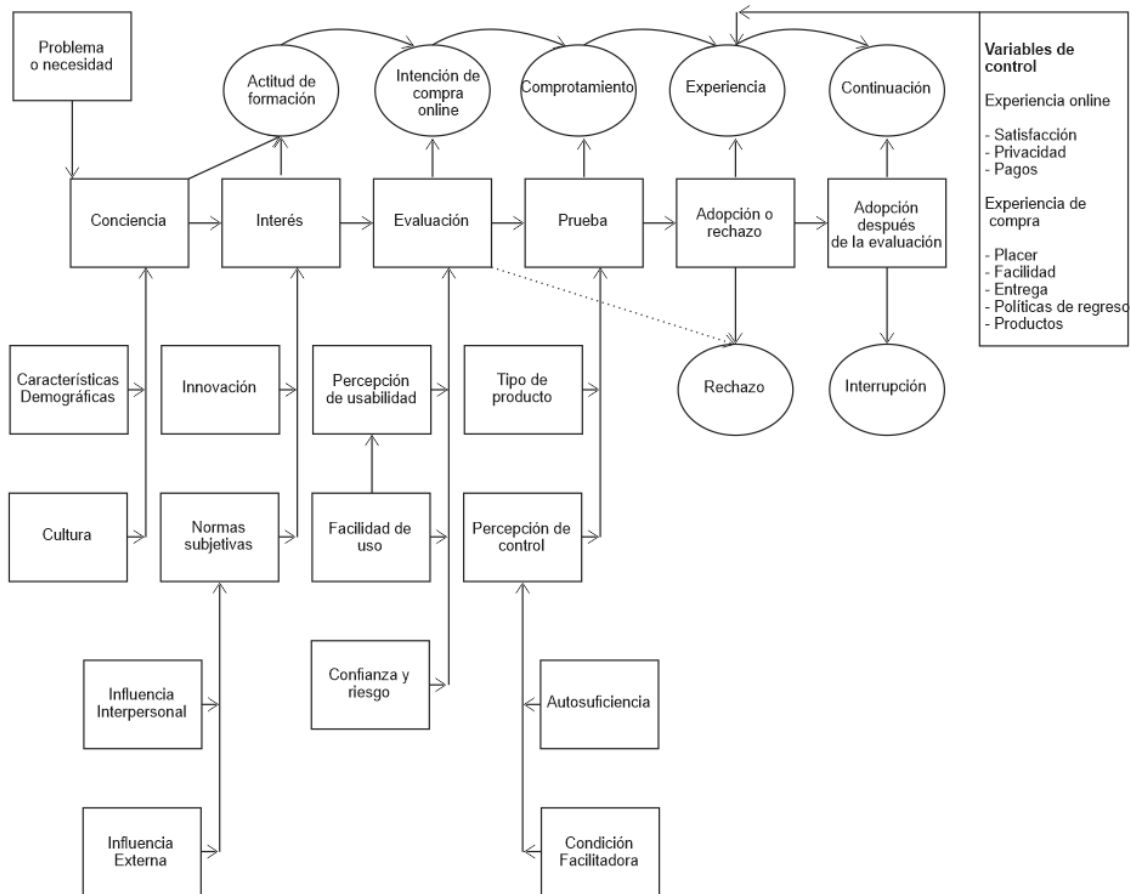 Problema
o necesidad
Actitud de
formación
Intención de
compra
online
Comprotamiento
Experiencia
Continuación
Variables de
control
Experiencia online
- Satisfacción
- Privacidad
- Pagos
Experiencia de
compra
- Placer
- Facilidad
- Entrega
- Políticas de regreso
- Productos
Conciencia
Interés
Evaluación
Prueba
Adopción o
rechazo
Adopción
después
de la evaluación
Características
Demográficas
Innovación
Percepción
de usabilidad
Tipo de
producto
Rechazo
Interrupción
Cultura
Normas
subjetivas
Facilidad de
uso
Percepción de
control
Influencia
Interpersonal
Confianza y
riesgo
Autosuficiencia
Influencia
Externa
Condición
Facilitadora